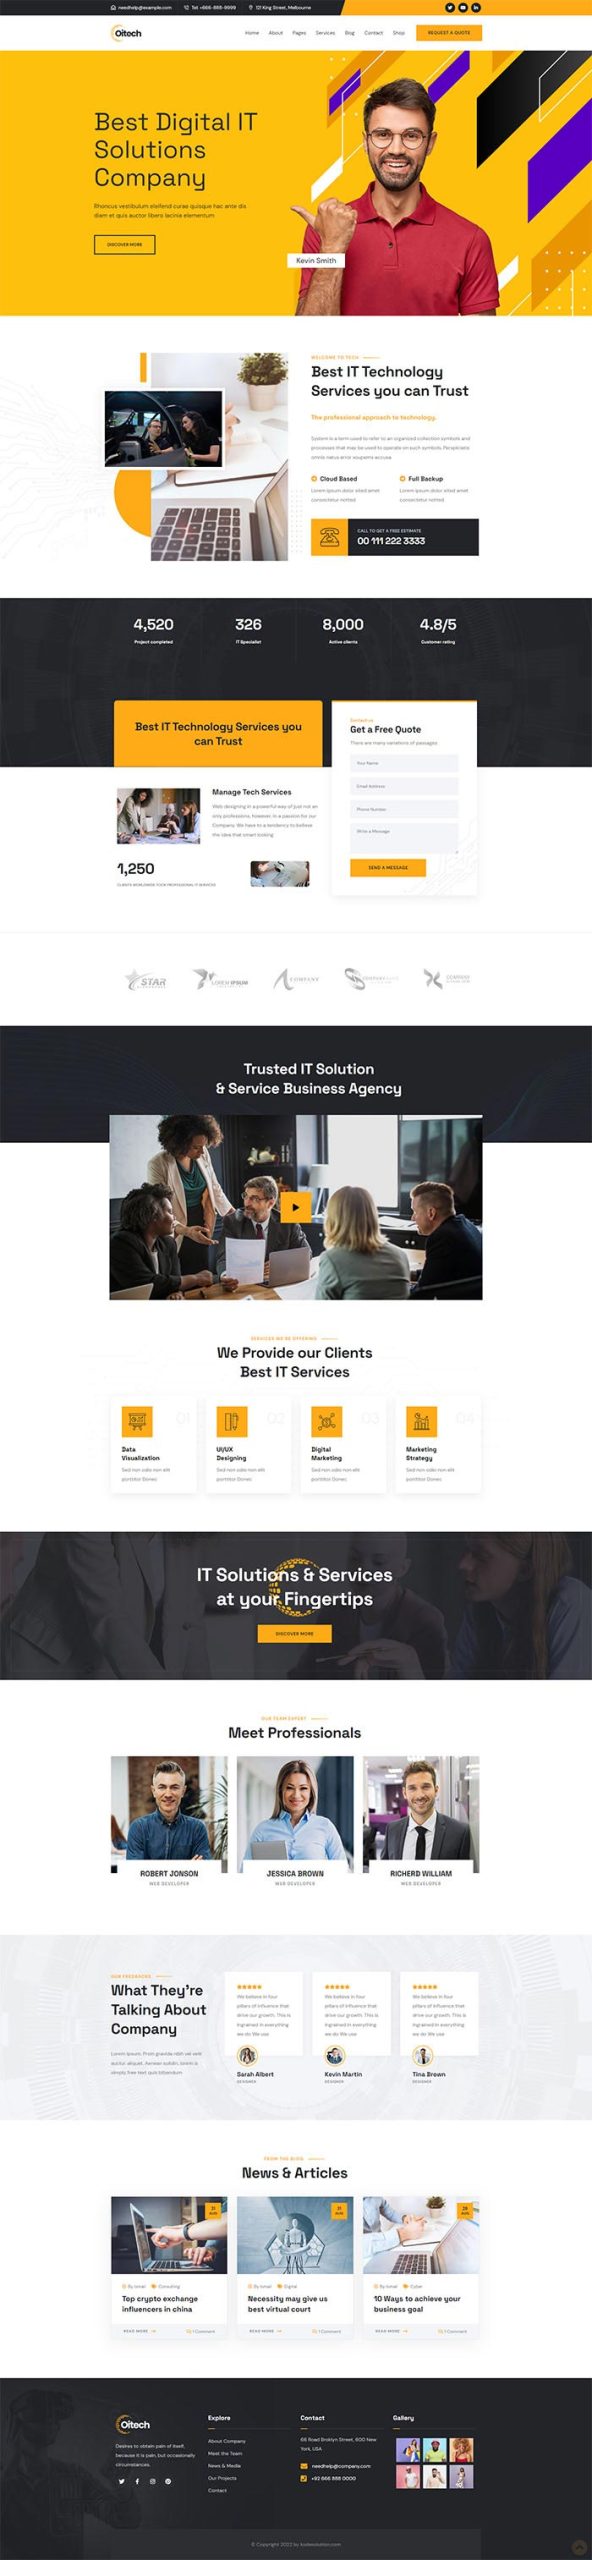 needhelp@example.com
Tel: +666-888-9999
121 King Street, Melbourne
Oitech
Home
About
Pages
Services
Blog
Contact
Shop
REQUEST A QUOTE
Best Digital IT
Solutions
Company
Rhoncus vestibulum eleifend curae quisque hac ante dis
diam et quis auctor libero lacinia elementum
DISCOVER MORE
Kevin Smith
WELCOME TO TECH
Best IT Technology
Services you can Trust
The professional approach to technology.
System is a term used to refer to an organized collection symbols and
processes that may be used to operate on such symbols. Perspiciatis
omnis natus error voupems accusa
Cloud Based
Lorem ipsum dolor sited amet
consectetur notted
Full Backup
Lorem ipsum dolor sited amet
consectetur notted
CALL TO GET A FREE ESTIMATE
00 111 222 3333
4,520
Project completed
326
IT Specialist
8,000
Active clients
4.8/5
Customer rating
Best IT Technology Services you
can Trust
Manage Tech Services
Web designing in a powerful way of just not an
only professions, however, in a passion for our
Company. We have to a tendency to believe
the idea that smart looking
1,250
CLIENTS WORLDWIDE YOUR PROFESSIONAL IT SERVICES
Contact us
Get a Free Quote
There are many variations of passages
Your Name
Email Address
Phone Number
Write a Message
SEND A MESSAGE
STAR
LOREM IPSUM
COMPANY
COMPANY
Trusted IT Solution
& Service Business Agency
SERVICES WE'RE OFFERING
We Provide our Clients
Best IT Services
01
Data
Visualization
Sed non odio non elit
porttitor Donec
02
UI/UX
Designing
Sed non odio non elit
porttitor Donec
03
Digital
Marketing
Sed non odio non elit
porttitor Donec
04
Marketing
Strategy
Sed non odio non elit
porttitor Donec
IT Solutions & Services
at your Fingertips
DISCOVER MORE
OUR TEAM EXPERT
Meet Professionals
ROBERT JONSON
WEB DEVELOPER
JESSICA BROWN
WEB DEVELOPER
RICHERD WILLIAM
WEB DEVELOPER
OUR FEEDBACKS
What They're
Talking About
Company
Lorem ipsum. Proin gravida nibh vel velit
auctor aliquet. Aenean sollidin, lorem is
simply free text quis bibendum.
We believe in four
pillars of influence that
drive our growth. This is
ingrained in everything
we do We use
Sarah Albert
DESIGNER
We believe in four
pillars of influence that
drive our growth. This is
ingrained in everything
we do We use
Kevin Martin
DESIGNER
We believe in four
pillars of influence that
drive our growth. This is
ingrained in everything
we do We use
Tina Brown
DESIGNER
FROM THE BLOG
News & Articles
31
AUG
By Ismail
Consulting
Top crypto exchange
influencers in china
READ MORE
1 Comment
31
AUG
By Ismail
Digital
Necessity may give us
best virtual court
READ MORE
1 Comment
28
AUG
By Ismail
Cyber
10 Ways to achieve your
business goal
READ MORE
1 Comment
Oitech
Desires to obtain pain of itself,
because it is pain, but occasionally
circumstances.
Explore
About Company
Meet the Team
News & Media
Our Projects
Contact
Contact
66 Road Broklyn Street, 600 New
York, USA
needhelp@company.com
+92 666 888 0000
Gallery
© Copyright 2022 by kodesolution.com